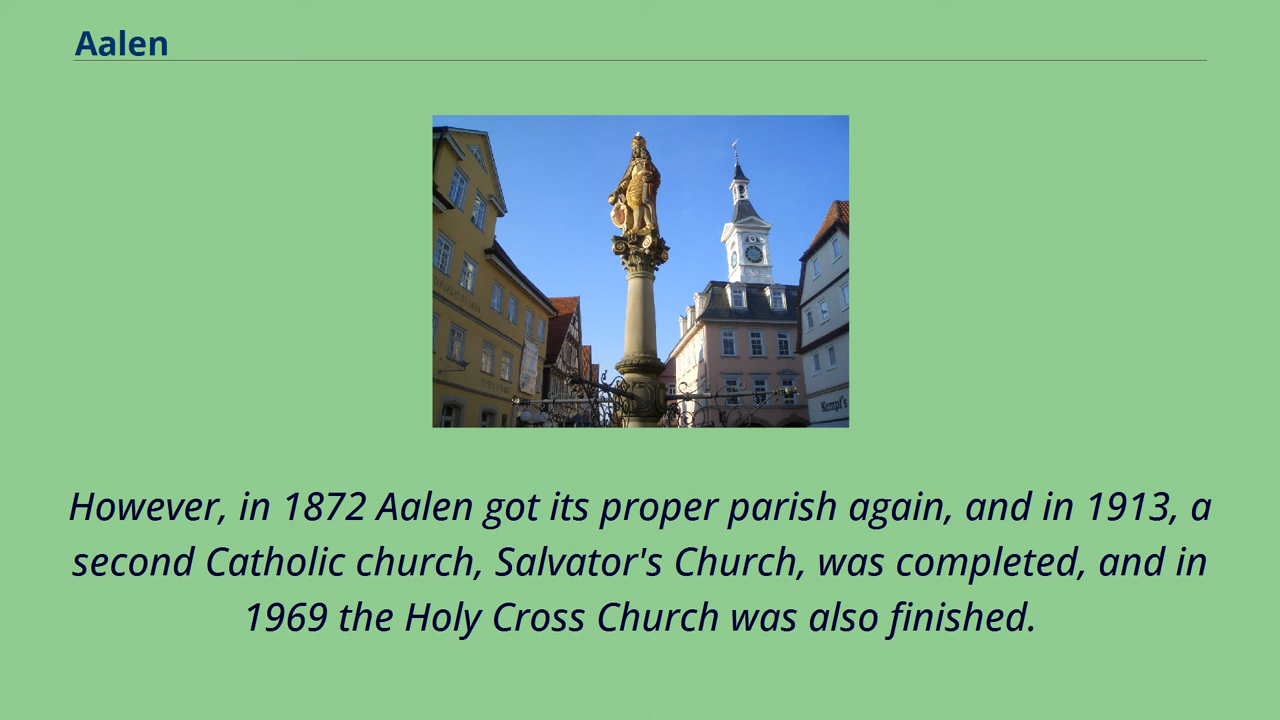 Aalen
Kempf's
However, in 1872 Aalen got its proper parish again, and in 1913, a
second Catholic church, Salvator's Church, was completed, and in
1969 the Holy Cross Church was also finished.